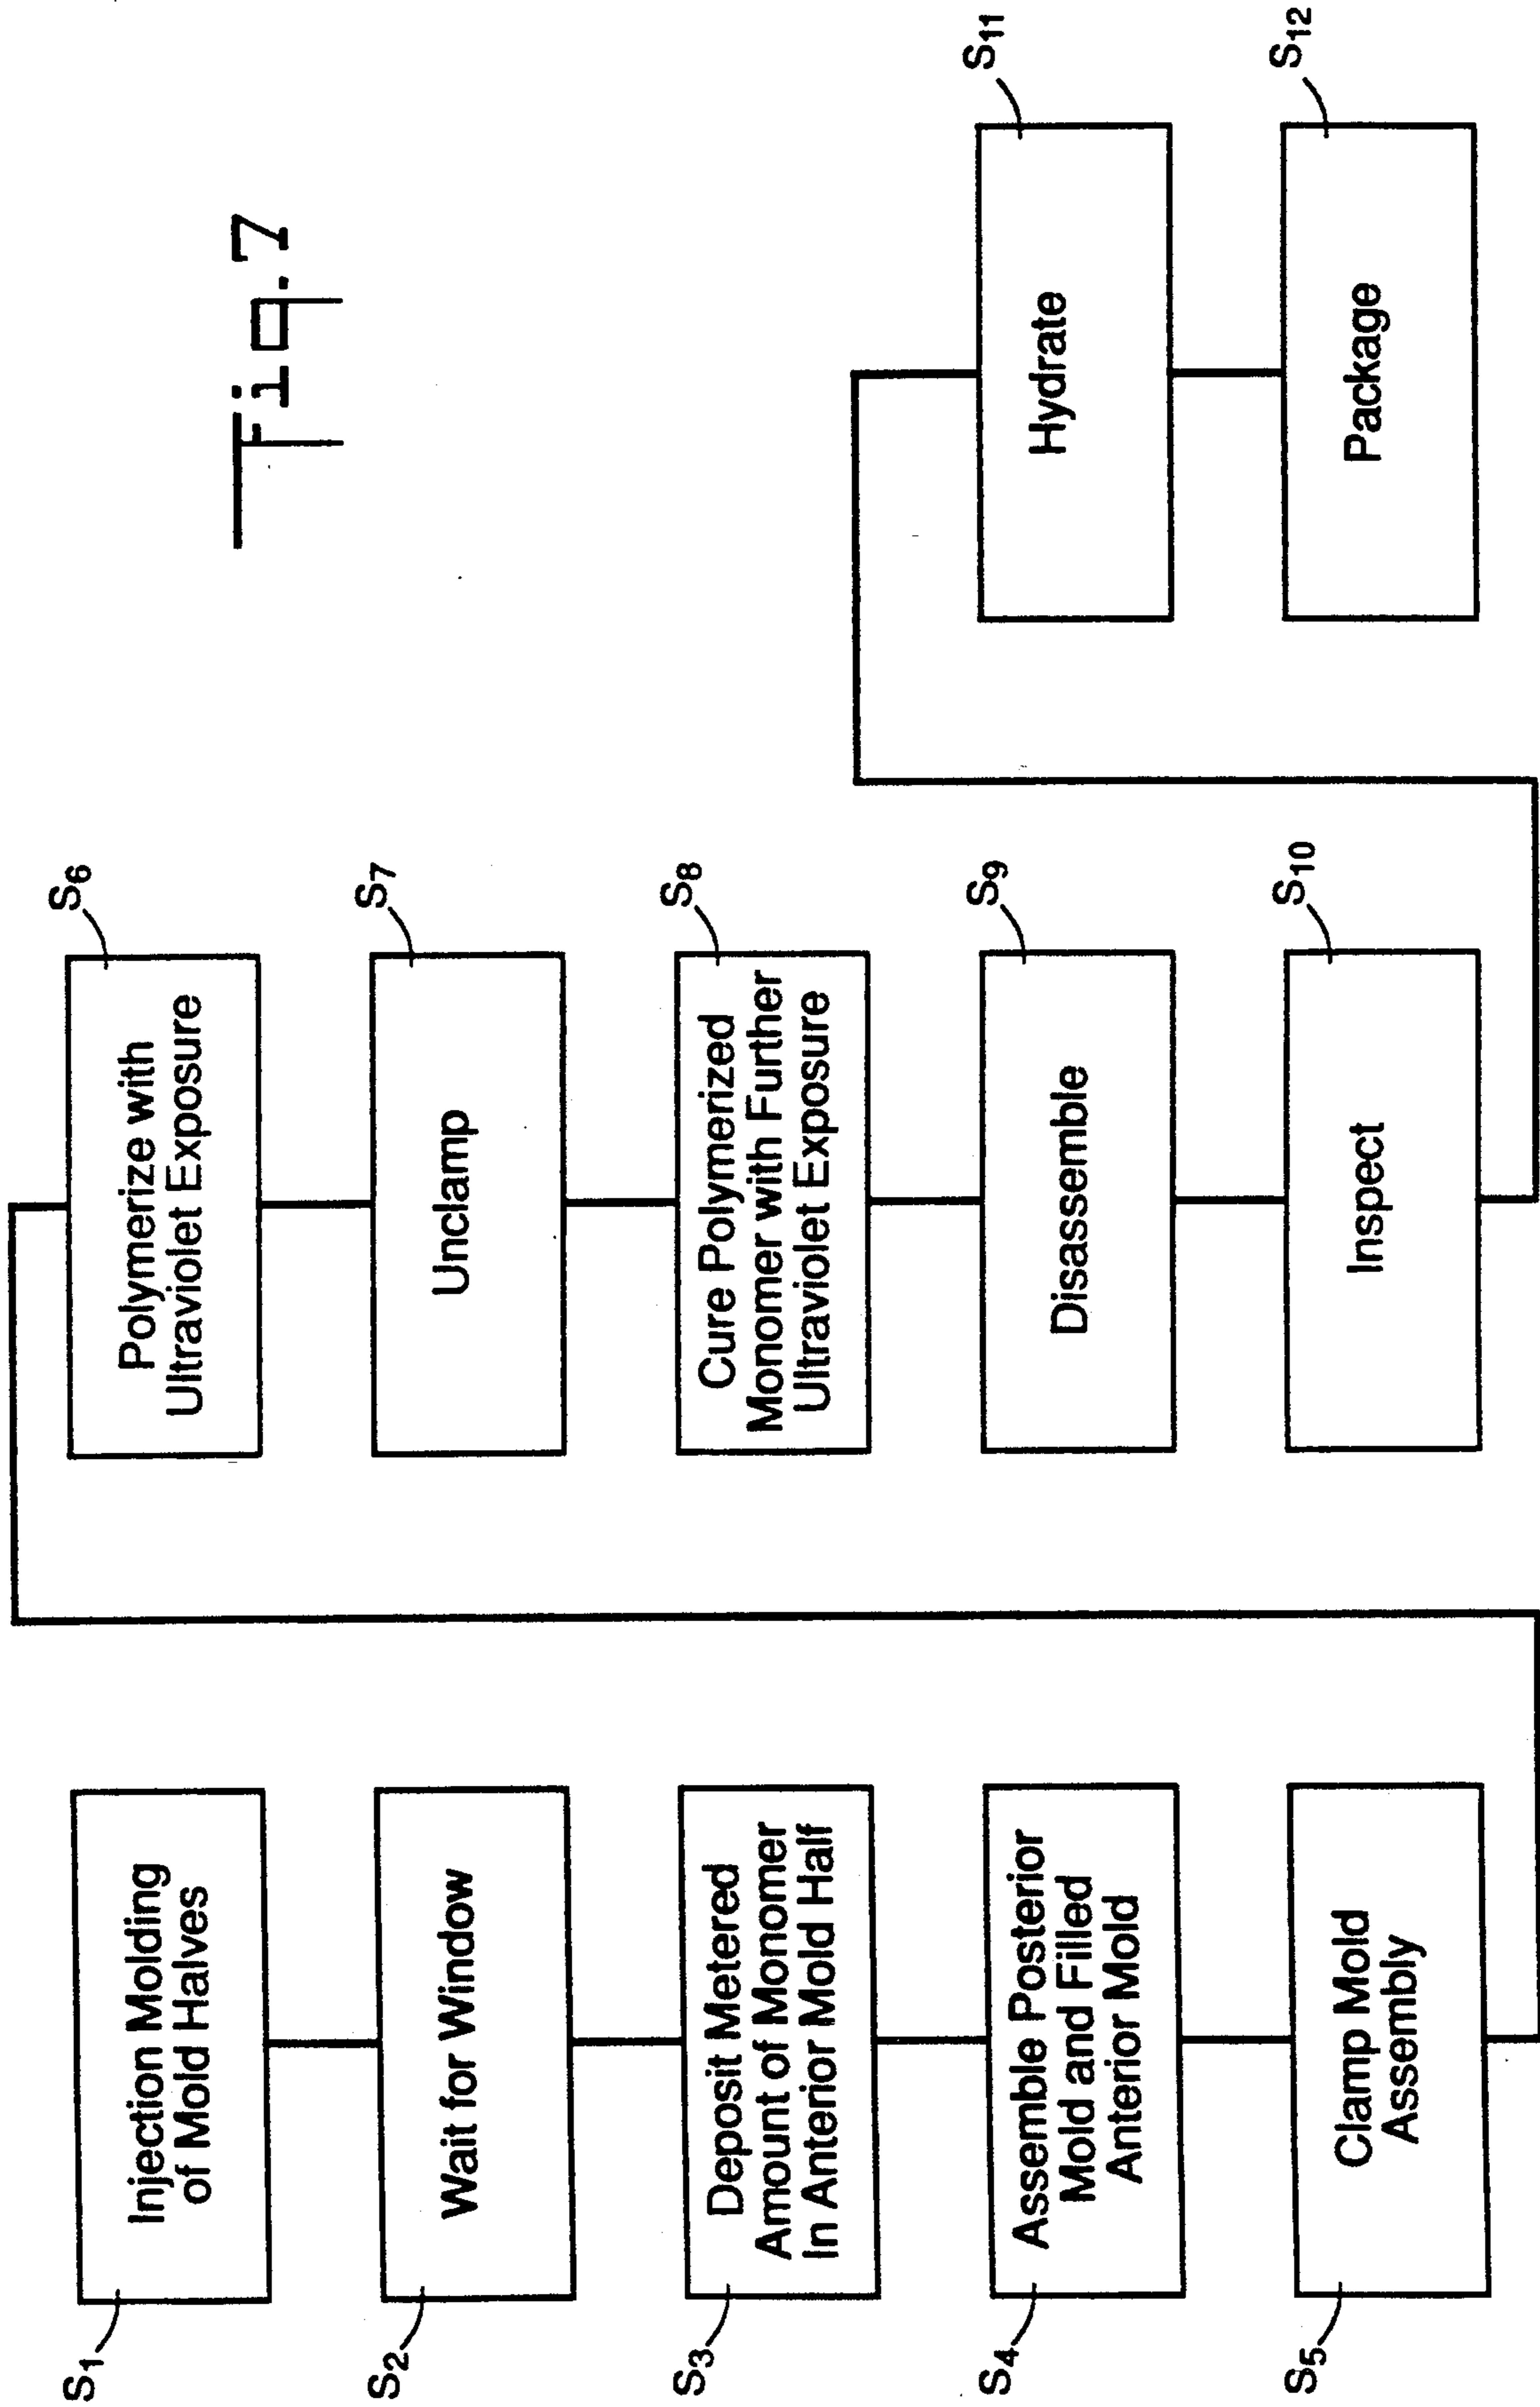 Fig. 7
S1
Injection Molding
of Mold Halves
S2
Wait for Window
S3
Deposit Metered
Amount of Monomer
In Anterior Mold Half
S4
Assemble Posterior
Mold and Filled
Anterior Mold
S5
Clamp Mold
Assembly
S6
Polymerize with
Ultraviolet Exposure
S7
Unclamp
S8
Cure Polymerized
Monomer with Further
Ultraviolet Exposure
S9
Disassemble
S10
Inspect
S11
Hydrate
S12
Package